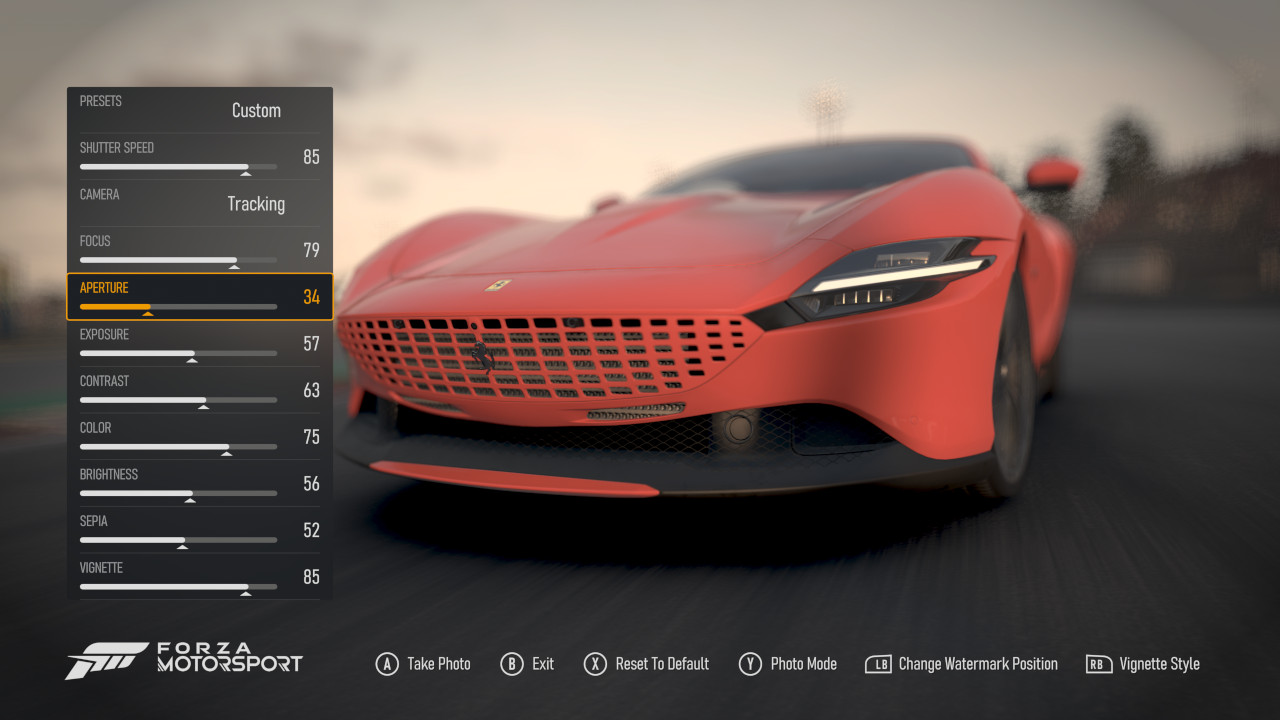 PRESETS
Custom
SHUTTER SPEED
85
CAMERA
Tracking
FOCUS
79
APERTURE
34
EXPOSURE
57
CONTRAST
63
COLOR
75
BRIGHTNESS
56
SEPIA
52
VIGNETTE
85
FORZA
MOTORSPORT
A Take Photo B Exit X Reset To Default Y Photo Mode LB Change Watermark Position RB Vignette Style